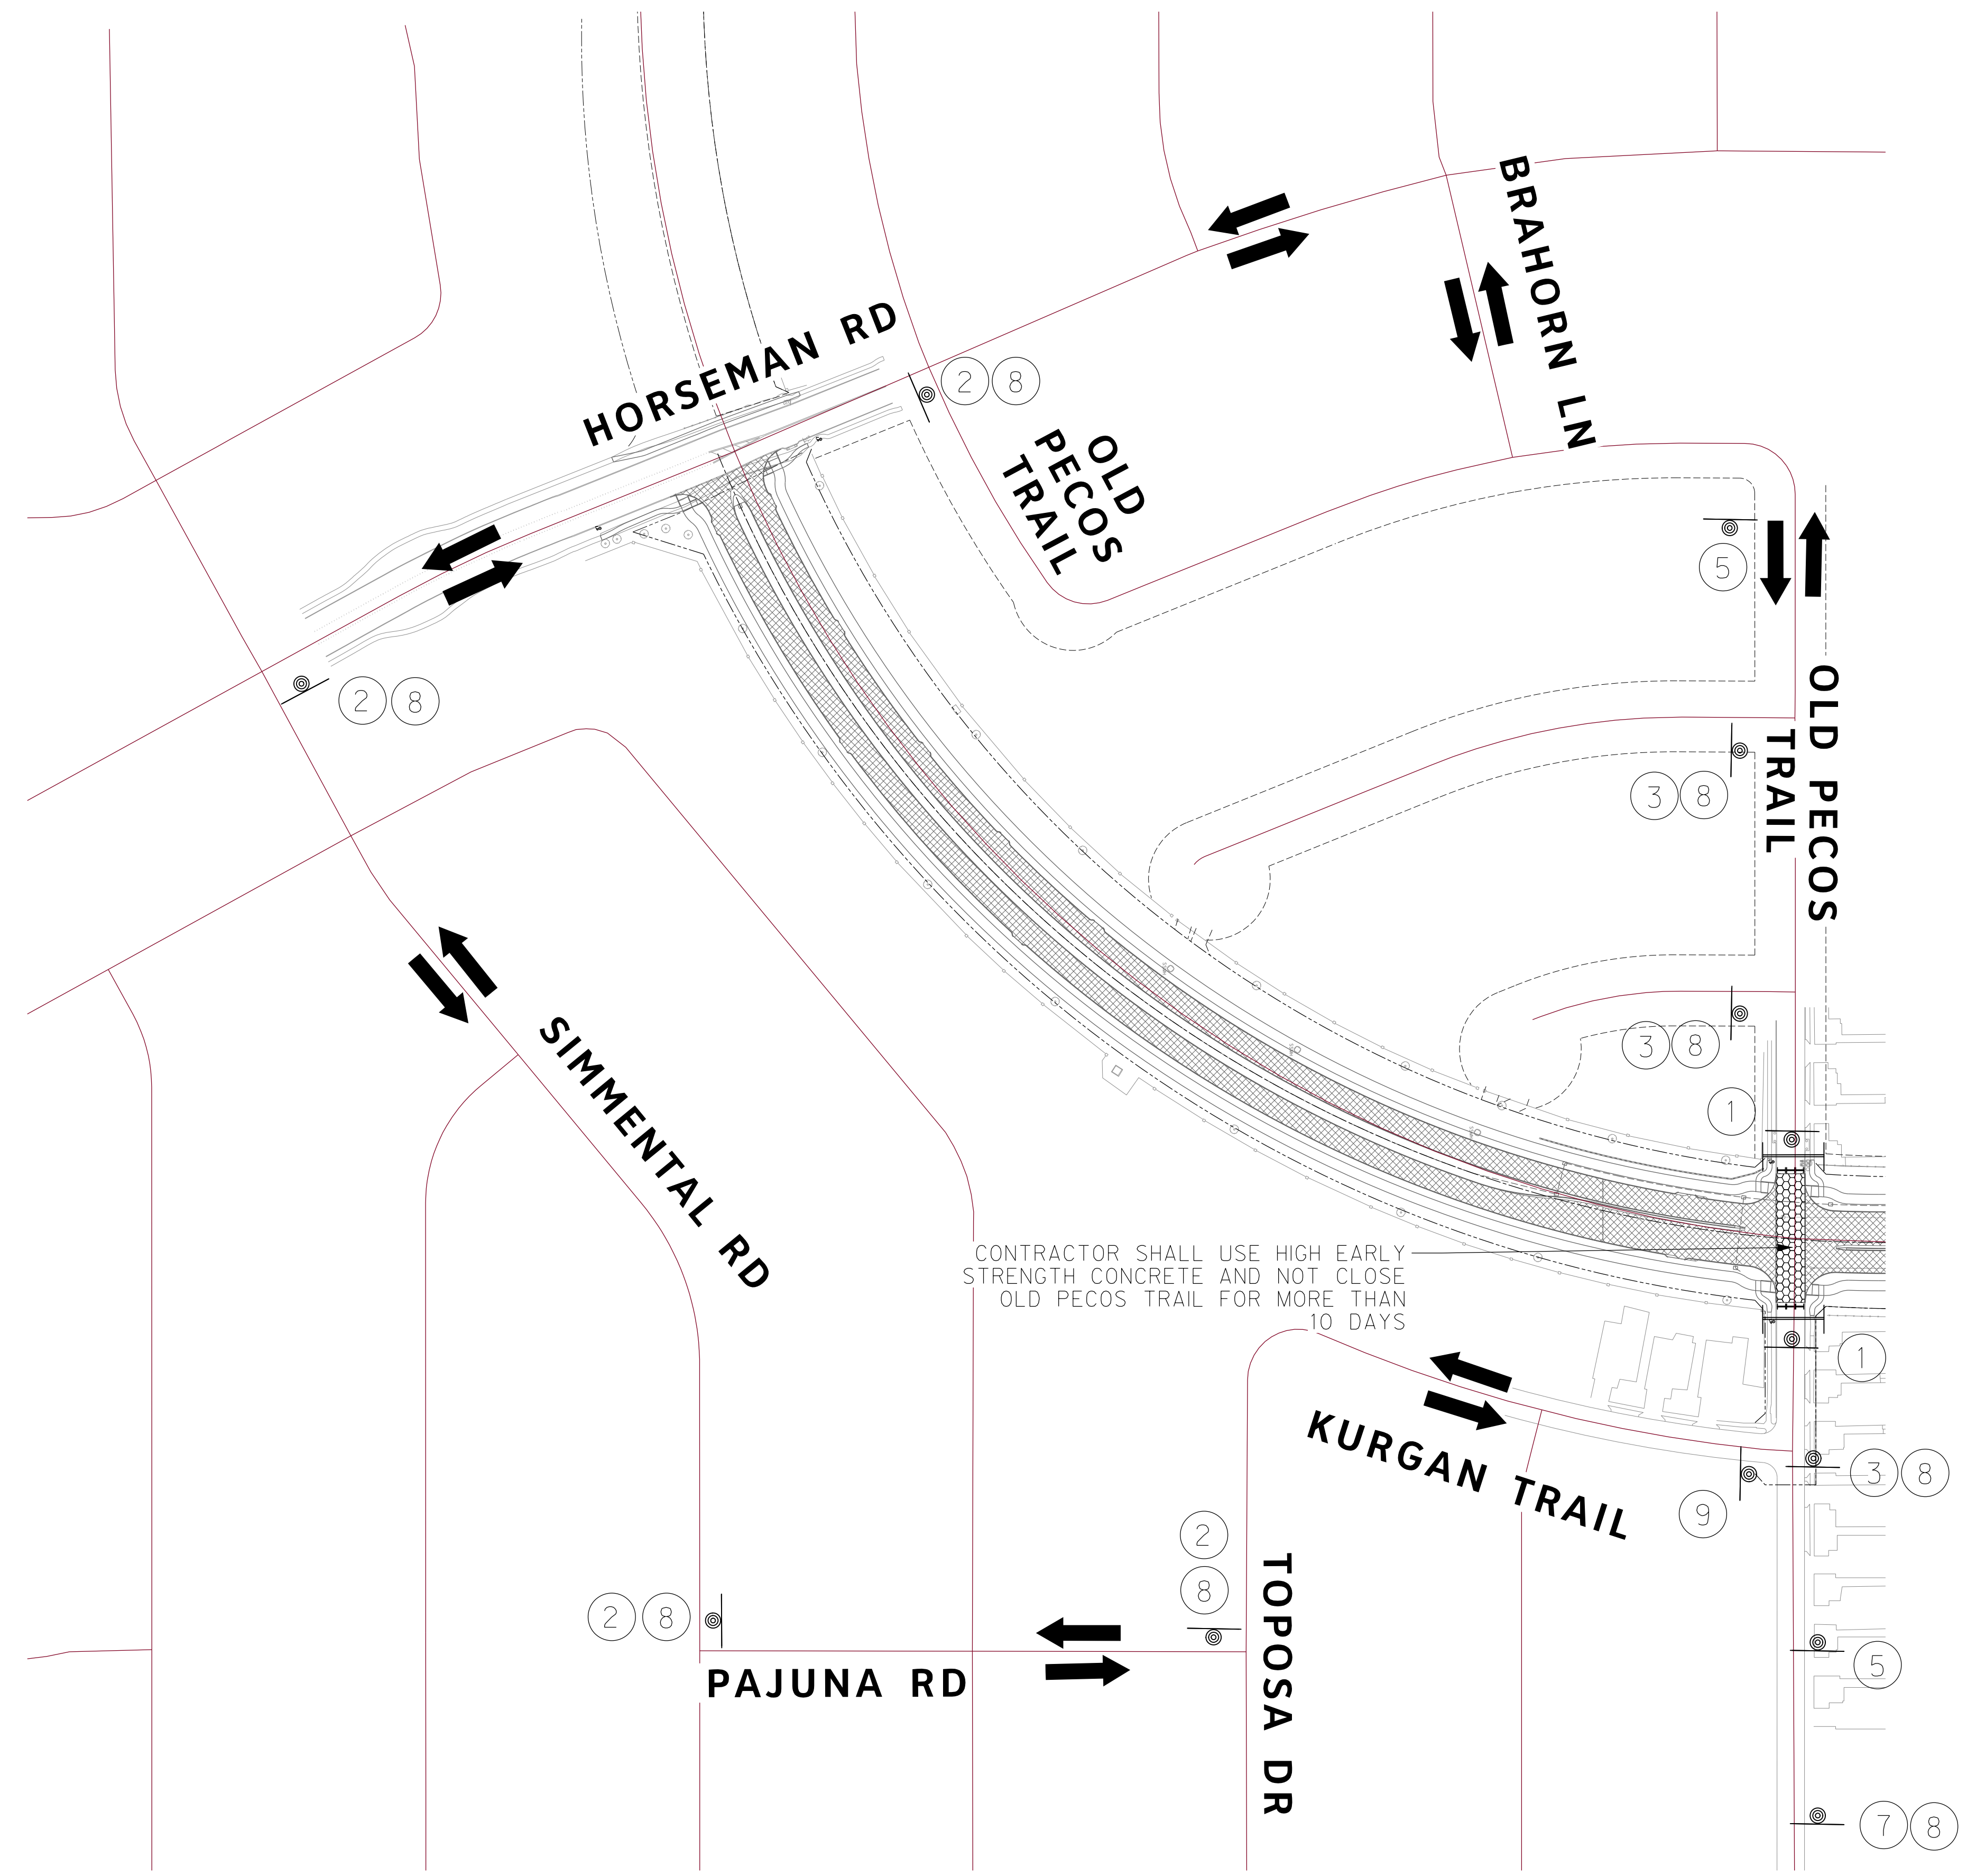 BRAHORN LN
HORSEMAN RD
2 8
OLD
PECOS
TRAIL
5
2 8
OLD PECOS
TRAIL
3 8
3 8
1
SIMMENTAL RD
CONTRACTOR SHALL USE HIGH EARLY
STRENGTH CONCRETE AND NOT CLOSE
OLD PECOS TRAIL FOR MORE THAN
10 DAYS
1
KURGAN TRAIL
3 8
9
2
8
2 8
TOPOSA DR
PAJUNA RD
5
7 8